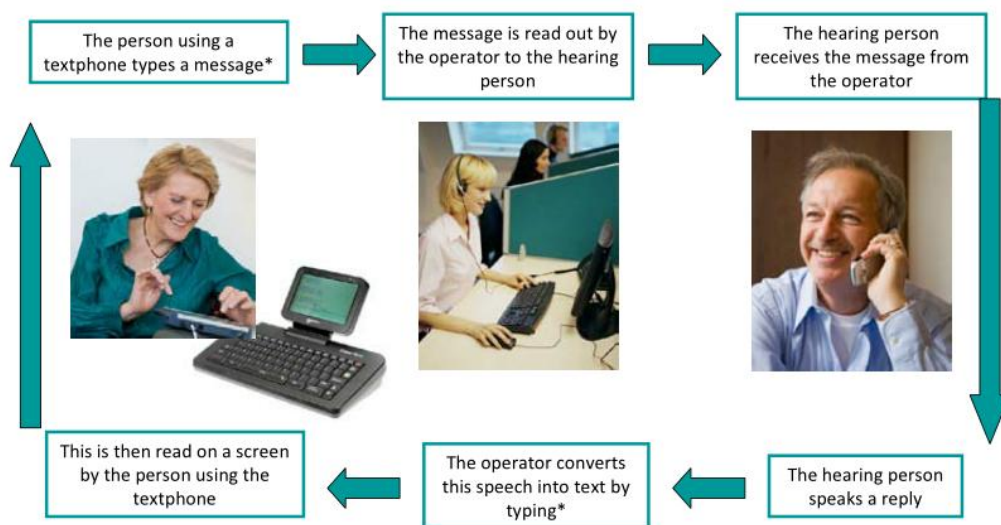 The person using a
textphone types a message*
The message is read out by
the operator to the hearing
person
The hearing person
receives the message from
the operator
The hearing person
speaks a reply
The operator converts
this speech into text by
typing*
This is then read on a screen
by the person using the
textphone